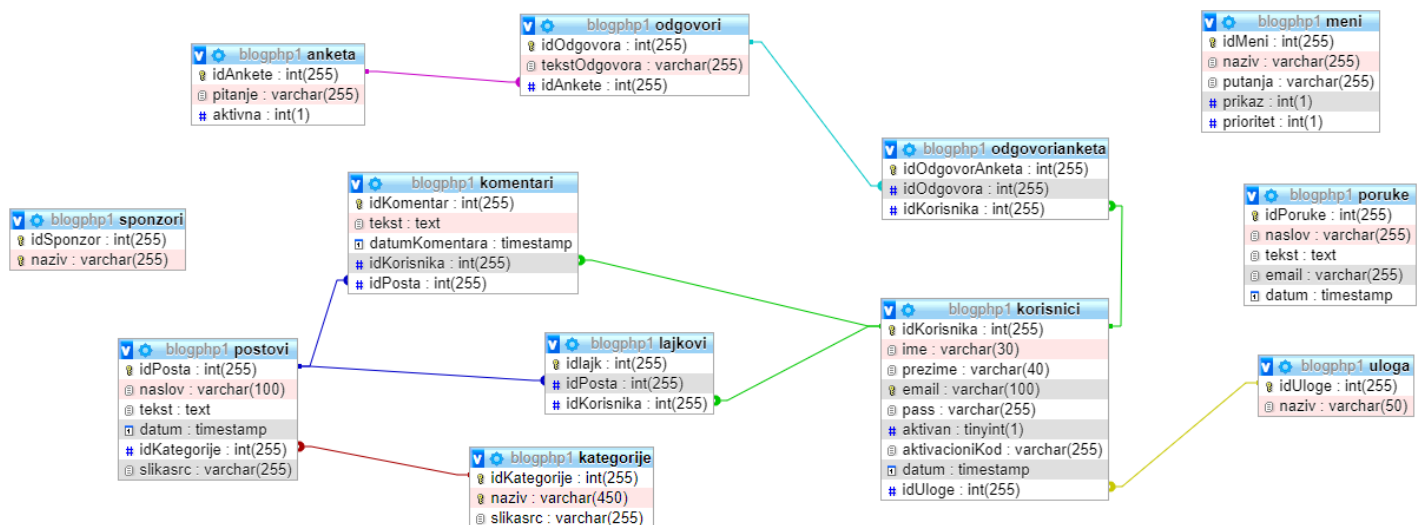 blogphp1 anketa
idAnkete : int(255)
pitanje : varchar(255)
aktivna : int(1)
blogphp1 odgovori
idOdgovora : int(255)
tekstOdgovora : varchar(255)
idAnkete : int(255)
blogphp1 meni
idMeni : int(255)
naziv : varchar(255)
putanja : varchar(255)
prikaz : int(1)
prioritet : int(1)
blogphp1 odgovorianketa
idOdgovorAnketa : int(255)
idOdgovora : int(255)
idKorisnika : int(255)
blogphp1 komentari
idKomentar : int(255)
tekst : text
datumKomentara : timestamp
idKorisnika : int(255)
idPosta : int(255)
blogphp1 sponzori
idSponzor : int(255)
naziv : varchar(255)
blogphp1 poruke
idPoruke : int(255)
naslov : varchar(255)
tekst : text
email : varchar(255)
datum : timestamp
blogphp1 postovi
idPosta : int(255)
naslov : varchar(100)
tekst : text
datum : timestamp
idKategorije : int(255)
slikasrc : varchar(255)
blogphp1 lajkovi
idlajk : int(255)
idPosta : int(255)
idKorisnika : int(255)
blogphp1 korisnici
idKorisnika : int(255)
ime : varchar(30)
prezime : varchar(40)
email : varchar(100)
pass : varchar(255)
aktivan : tinyint(1)
aktivacioniKod : varchar(255)
datum : timestamp
idUloge : int(255)
blogphp1 uloga
idUloge : int(255)
naziv : varchar(50)
blogphp1 kategorije
idKategorije : int(255)
naziv : varchar(450)
slikasrc : varchar(255)